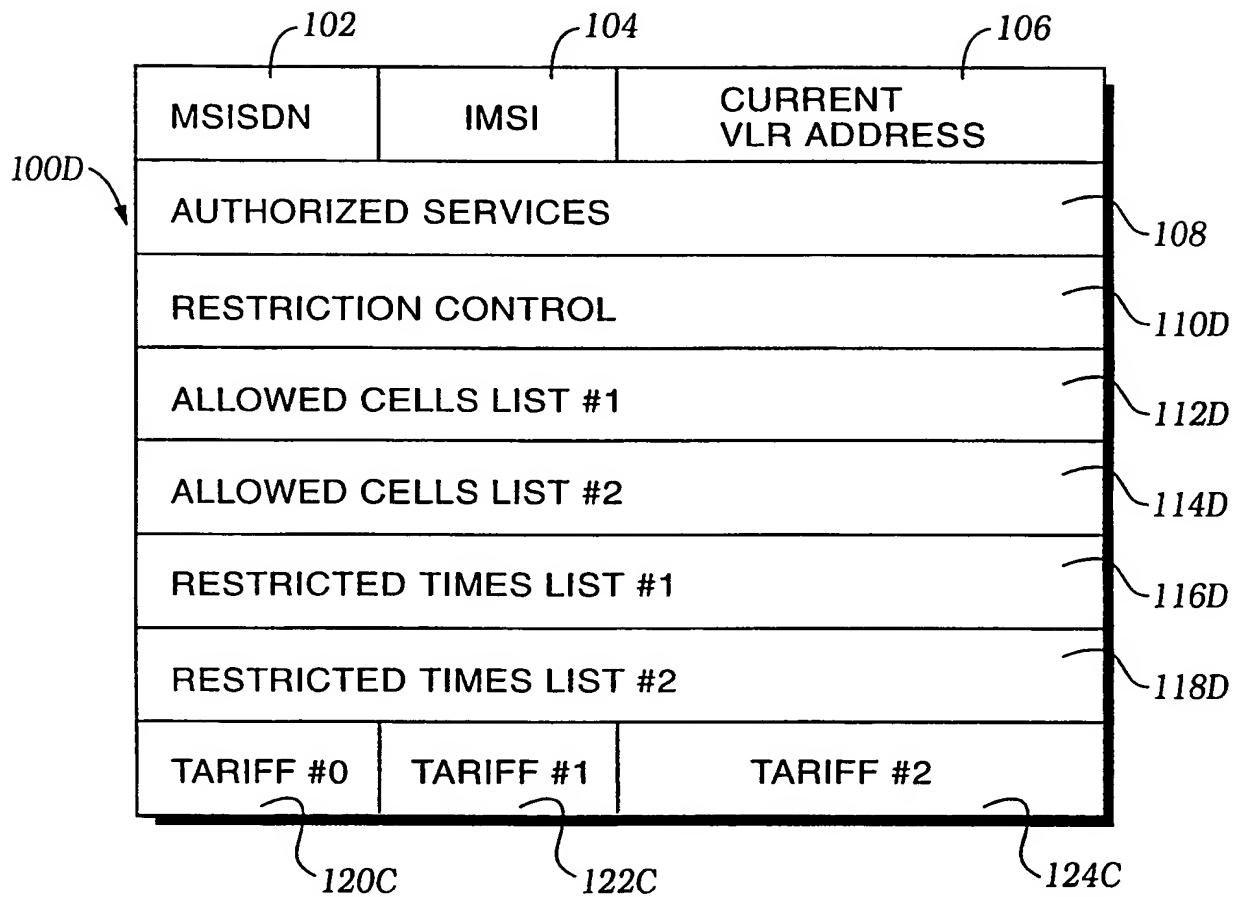 102
104
106
MSISDN
IMSI
CURRENT
VLR ADDRESS
100D
AUTHORIZED SERVICES
108
RESTRICTION CONTROL
110D
ALLOWED CELLS LIST #1
112D
ALLOWED CELLS LIST #2
114D
RESTRICTED TIMES LIST #1
116D
RESTRICTED TIMES LIST #2
118D
TARIFF #0
TARIFF #1
TARIFF #2
120C
122C
124C